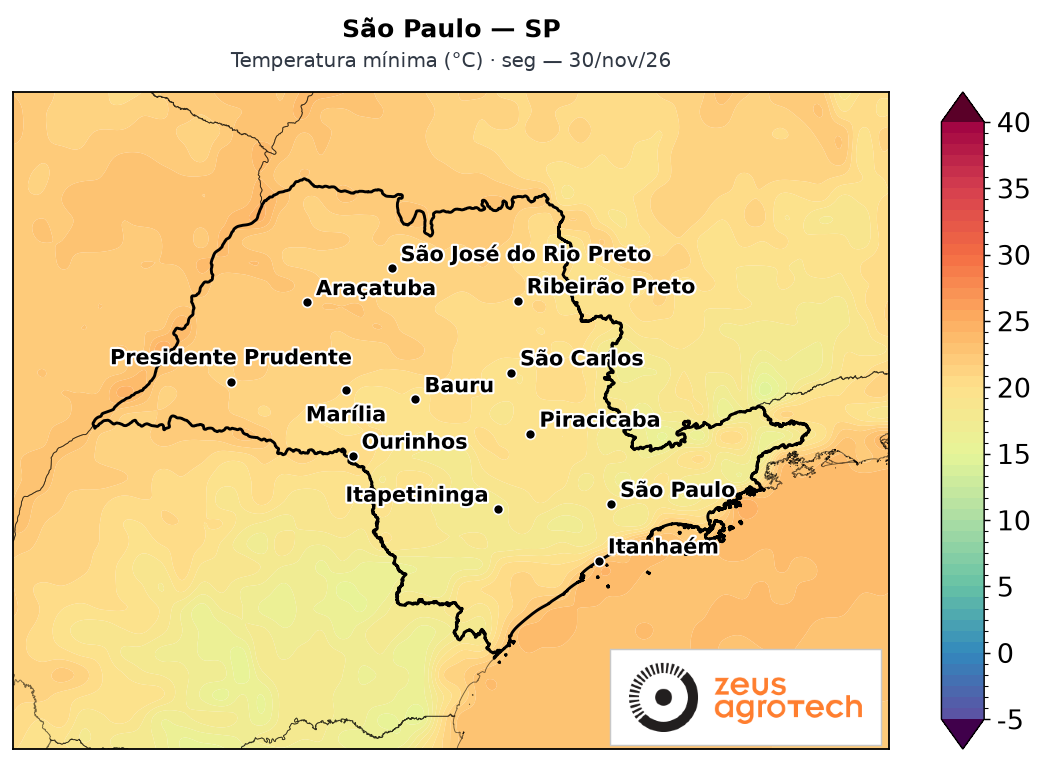 São Paulo — SP
Temperatura mínima (°C) · seg — 30/nov/26
São José do Rio Preto
Araçatuba
Ribeirão Preto
Presidente Prudente
São Carlos
Bauru
Marília
Piracicaba
Ourinhos
Itapetininga
São Paulo
Itanhaém
40
35
30
25
20
15
10
5
0
-5
zeus
agrotech